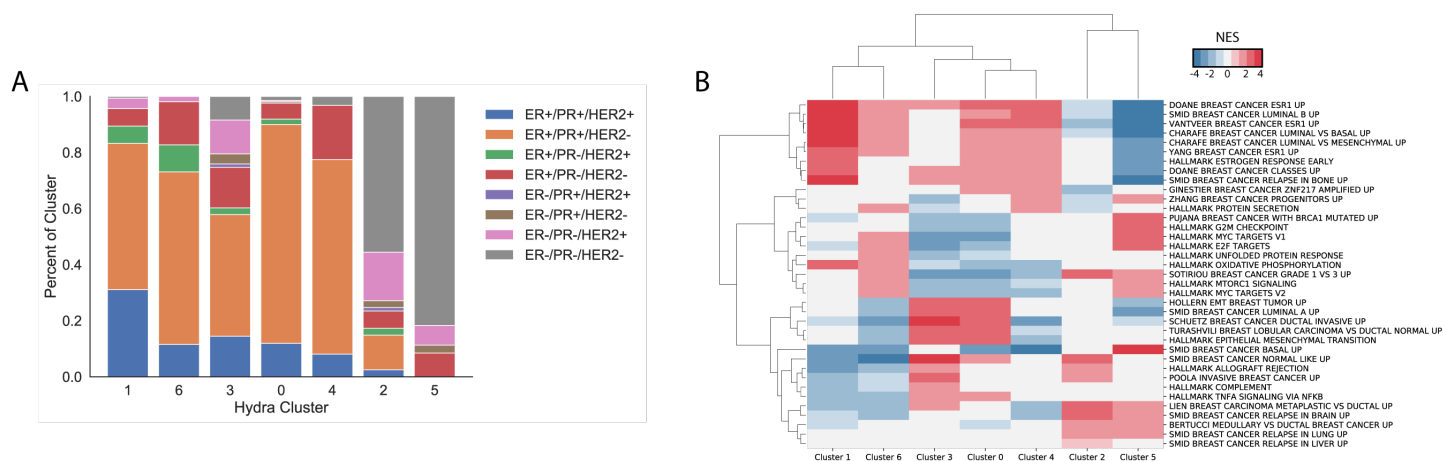 A
Percent of Cluster
1.0
0.8
0.6
0.4
0.2
0.0
1 6 3 0 4 2 5
Hydra Cluster
ER+/PR+/HER2+
ER+/PR+/HER2-
ER+/PR-/HER2+
ER+/PR-/HER2-
ER-/PR+/HER2+
ER-/PR+/HER2-
ER-/PR-/HER2+
ER-/PR-/HER2-
B
NES
-4 -2 0 2 4
DOANE BREAST CANCER ESR1 UP
SMID BREAST CANCER LUMINAL B UP
VANTVEER BREAST CANCER ESR1 UP
CHARAFE BREAST CANCER LUMINAL VS BASAL UP
CHARAFE BREAST CANCER LUMINAL VS MESENCHYMAL UP
YANG BREAST CANCER ESR1 UP
HALLMARK ESTROGEN RESPONSE EARLY
DOANE BREAST CANCER CLASSES UP
SMID BREAST CANCER RELAPSE IN BONE UP
GINESTIER BREAST CANCER ZNF217 AMPLIFIED UP
ZHANG BREAST CANCER PROGENITORS UP
HALLMARK PROTEIN SECRETION
PUJANA BREAST CANCER WITH BRCA1 MUTATED UP
HALLMARK G2M CHECKPOINT
HALLMARK MYC TARGETS V1
HALLMARK E2F TARGETS
HALLMARK UNFOLDED PROTEIN RESPONSE
HALLMARK OXIDATIVE PHOSPHORYLATION
SOTIRIOU BREAST CANCER GRADE 1 VS 3 UP
HALLMARK MTORC1 SIGNALING
HALLMARK MYC TARGETS V2
HOLLERN EMT BREAST TUMOR UP
SMID BREAST CANCER LUMINAL A UP
SCHUETZ BREAST CANCER DUCTAL INVASIVE UP
TURASHVILI BREAST LOBULAR CARCINOMA VS DUCTAL NORMAL UP
HALLMARK EPITHELIAL MESENCHYMAL TRANSITION
SMID BREAST CANCER BASAL UP
SMID BREAST CANCER NORMAL LIKE UP
HALLMARK ALLOGRAFT REJECTION
POOLA INVASIVE BREAST CANCER UP
HALLMARK COMPLEMENT
HALLMARK TNFA SIGNALING VIA NFKB
LIEN BREAST CARCINOMA METAPLASTIC VS DUCTAL UP
SMID BREAST CANCER RELAPSE IN BRAIN UP
BERTUCCI MEDULLARY VS DUCTAL BREAST CANCER UP
SMID BREAST CANCER RELAPSE IN LUNG UP
SMID BREAST CANCER RELAPSE IN LIVER UP
Cluster 1 Cluster 6 Cluster 3 Cluster 0 Cluster 4 Cluster 2 Cluster 5